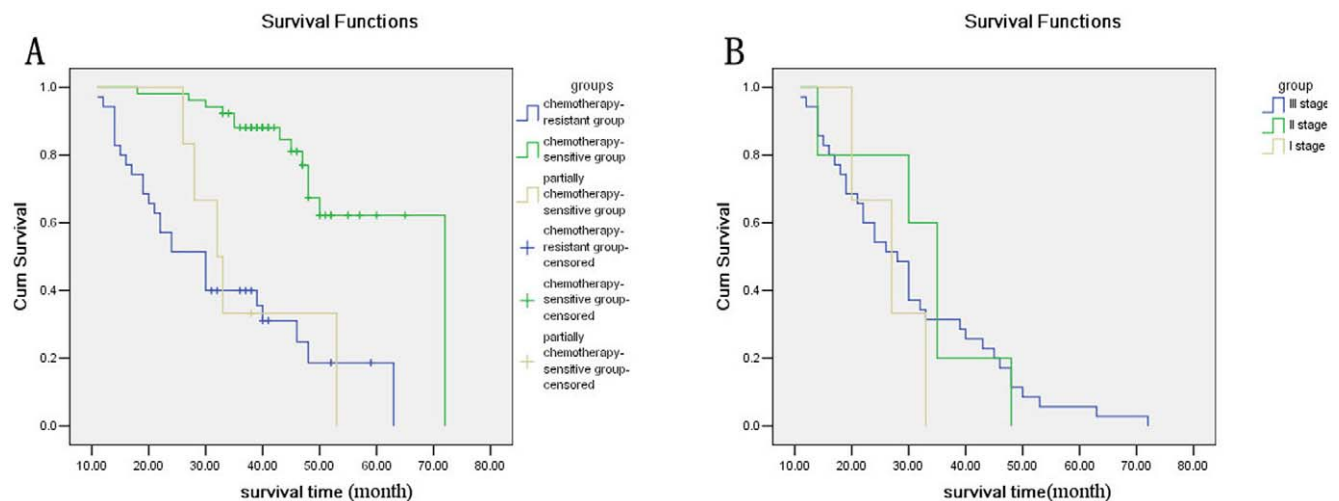 Survival Functions
A
Cum Survival
1.0
0.8
0.6
0.4
0.2
0.0
10.00 20.00 30.00 40.00 50.00 60.00 70.00 80.00
survival time (month)
groups
chemotherapy-
resistant group
chemotherapy-
sensitive group
partially
chemotherapy-
sensitive group
chemotherapy-
resistant group-
censored
chemotherapy-
sensitive group-
censored
partially
chemotherapy-
sensitive group-
censored
Survival Functions
B
Cum Survival
1.0
0.8
0.6
0.4
0.2
0.0
10.00 20.00 30.00 40.00 50.00 60.00 70.00 80.00
survival time(month)
group
III stage
II stage
I stage